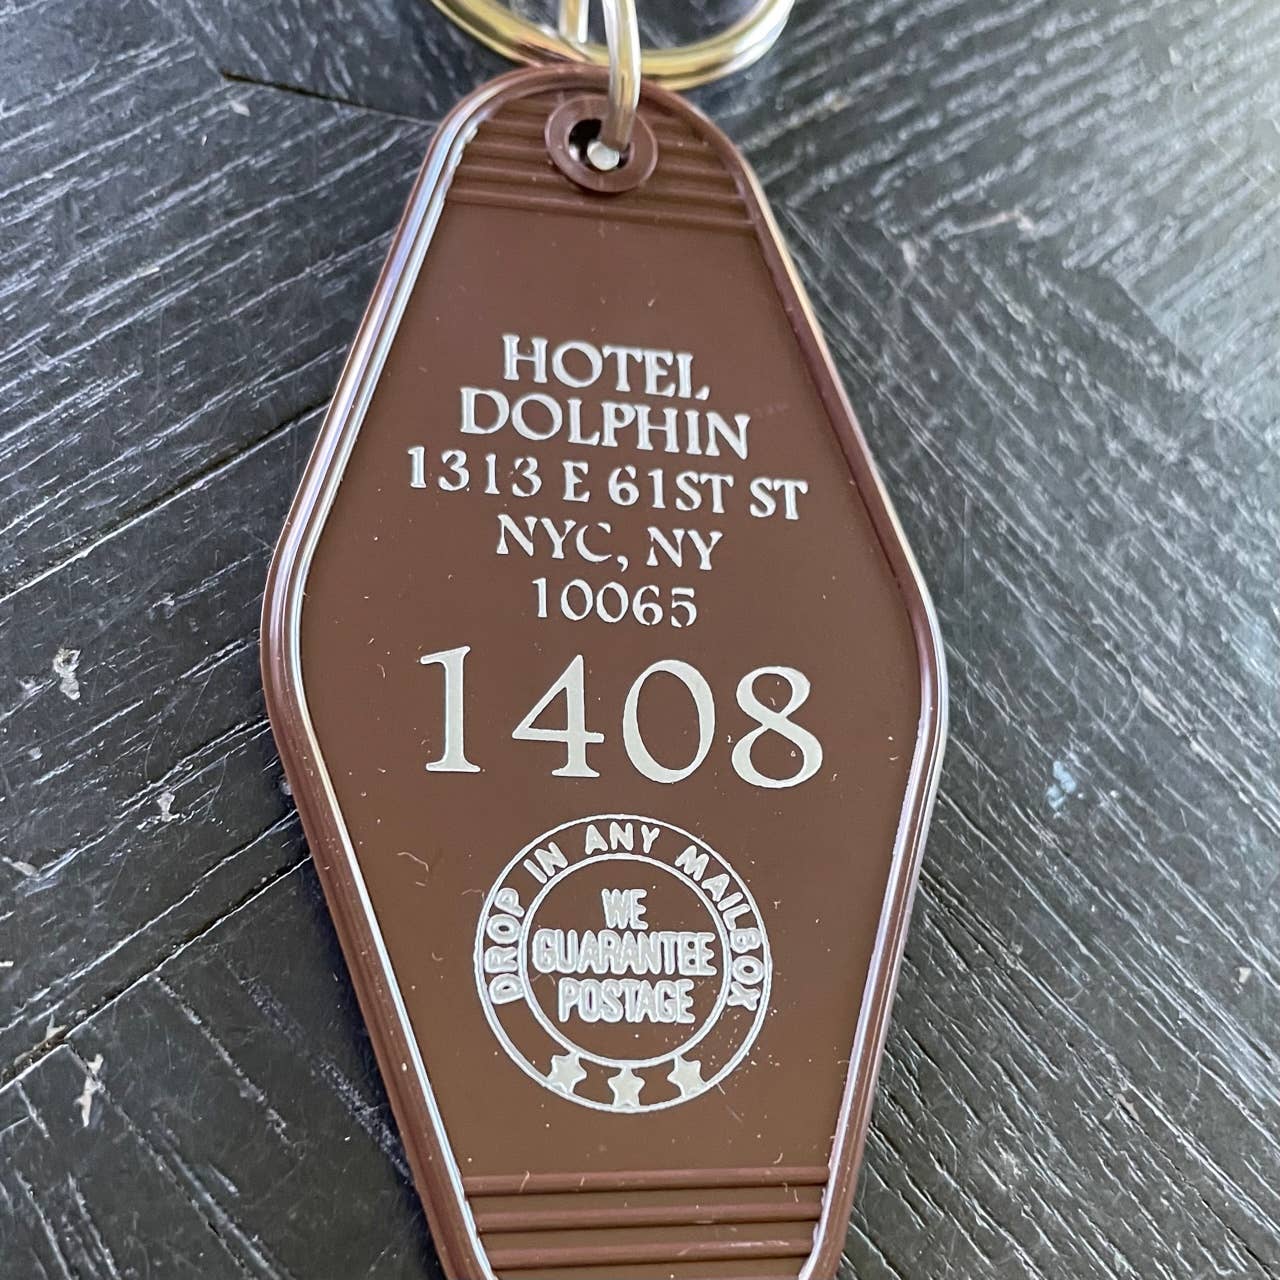 HOTEL
DOLPHIN
1313 E 61ST ST
NYC, NY
10065
1408
DROP IN ANY MAILBOX
WE
GUARANTEE
POSTAGE